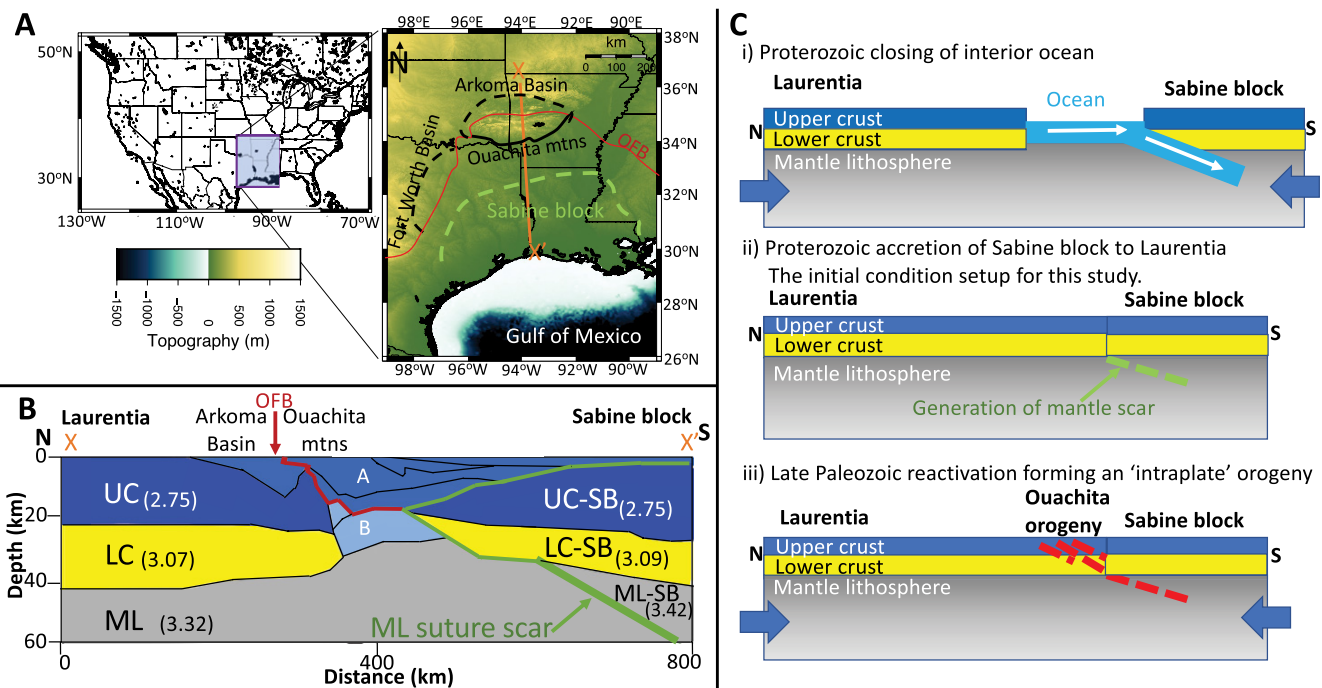 A
50°N
30°N
130°W
110°W
90°W
70°W
−1500
−1000
−500
0
500
1000
1500
Topography (m)
98°E
96°E
94°E
92°E
90°E
38°N
36°N
34°N
32°N
30°N
28°N
26°N
N
km
0 100 200
X
Arkoma Basin
Ouachita mtns
OFB
Fort Worth Basin
Sabine block
X'
Gulf of Mexico
98°W
96°W
94°W
92°W
90°W
B
Laurentia
N
X
OFB
Arkoma
Basin
Ouachita
mtns
Sabine block
X'
S
0
20
40
60
Depth (km)
UC (2.75)
LC (3.07)
ML (3.32)
A
B
UC-SB (2.75)
LC-SB (3.09)
ML-SB
(3.42)
ML suture scar
0
400
800
Distance (km)
C
i) Proterozoic closing of interior ocean
Laurentia
Ocean
Sabine block
N
Upper crust
Lower crust
S
Mantle lithosphere
ii) Proterozoic accretion of Sabine block to Laurentia
The initial condition setup for this study.
Laurentia
Sabine block
N
Upper crust
Lower crust
S
Mantle lithosphere
Generation of mantle scar
iii) Late Paleozoic reactivation forming an ‘intraplate’ orogeny
Ouachita
orogeny
Laurentia
Sabine block
N
Upper crust
Lower crust
S
Mantle lithosphere